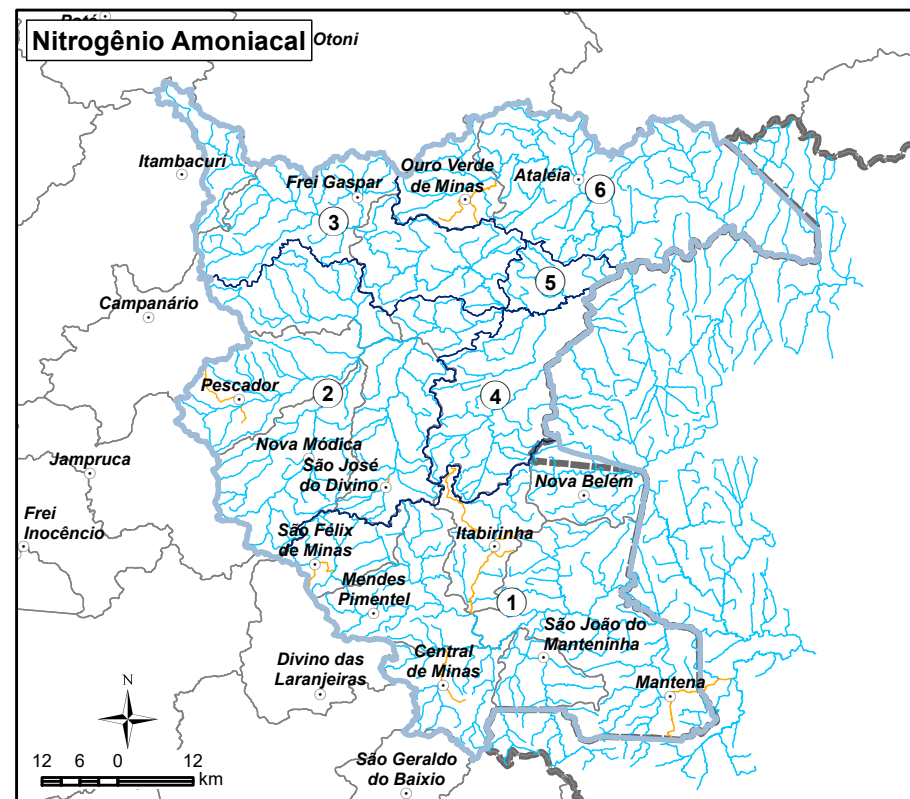 Nitrogênio Amoniacal
Otoni
Itambacuri
Frei Gaspar
Ouro Verde
de Minas
Ataléia
6
3
5
Campanário
Pescador
2
4
Nova Módica
São José
do Divino
Jampruca
Nova Belém
Frei
Inocêncio
São Félix
de Minas
Itabirinha
Mendes
Pimentel
1
São João do
Manteninha
Divino das
Laranjeiras
Central
de Minas
Mantena
N
São Geraldo
do Baixio
12 6 0 12
km